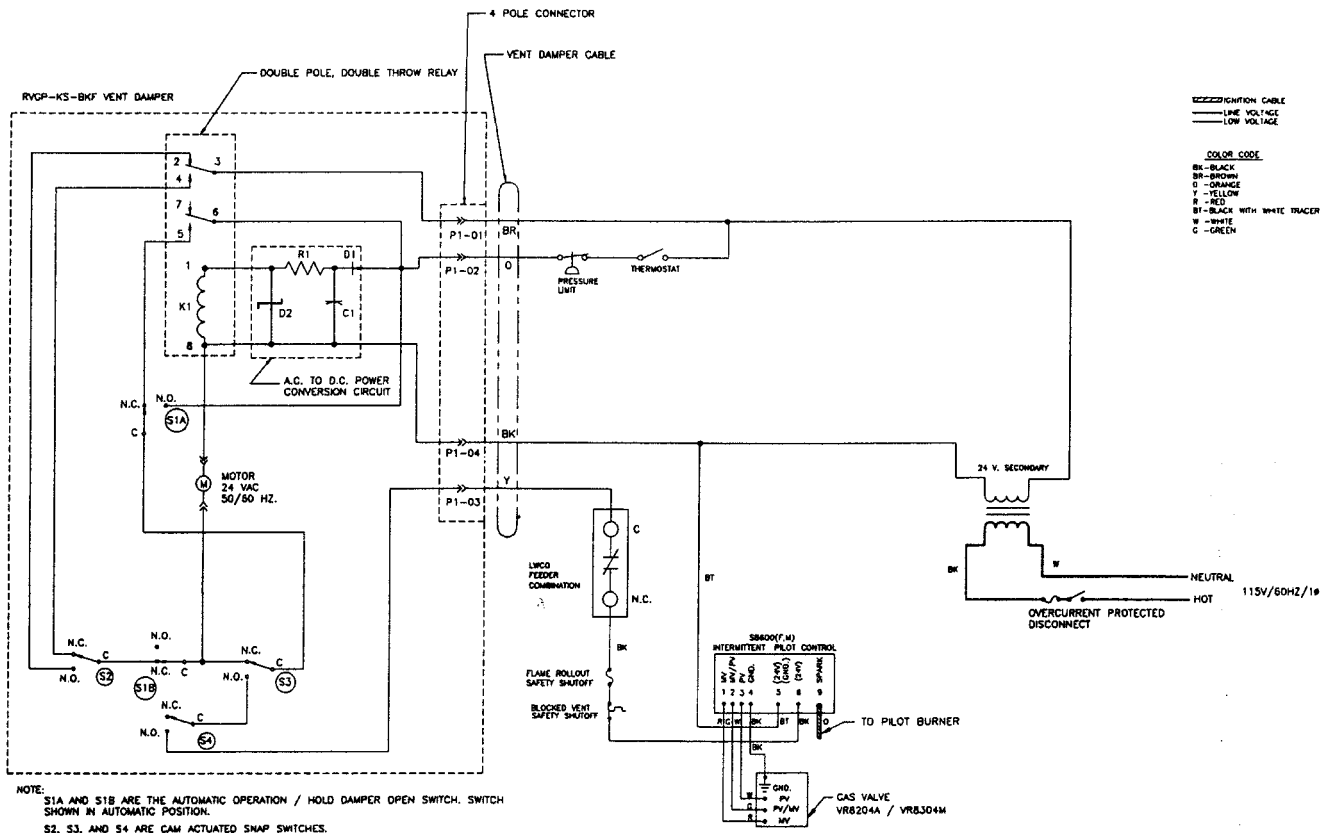 4 POLE CONNECTOR
VENT DAMPER CABLE
DOUBLE POLE, DOUBLE THROW RELAY
RVGP-KS-BKF VENT DAMPER
IGNITION CABLE
LINE VOLTAGE
LOW VOLTAGE
COLOR CODE
BK-BLACK
BR-BROWN
O -ORANGE
Y -YELLOW
R -RED
BT-BLACK WITH WHITE TRACER
W -WHITE
G -GREEN
2
3
4
7
6
5
P1-01
BR
R1
D1
1
P1-02
O
PRESSURE
LIMIT
THERMOSTAT
K1
D2
C1
8
A.C. TO D.C. POWER
CONVERSION CIRCUIT
N.C.
N.O.
S1A
C
BK
P1-04
24 V. SECONDARY
MOTOR
24 VAC
50/60 HZ.
M
Y
P1-03
C
LWCO
FEEDER
COMBINATION
N.C.
BT
BK
W
NEUTRAL
HOT
115V/60HZ/1ø
OVERCURRENT PROTECTED
DISCONNECT
BK
FLAME ROLLOUT
SAFETY SHUTOFF
BLOCKED VENT
SAFETY SHUTOFF
S8600(F,M)
INTERMITTENT PILOT CONTROL
MV
MV/PV
PV
GND.
(24V)
(GND.)
(24V)
SPARK
1 2 3 4 5 6 9
R G W BK BT BK O
TO PILOT BURNER
BK
N.C.
C
N.O.
S2
N.O.
N.C.
C
S1B
N.C.
C
N.O.
S3
N.C.
C
N.O.
S4
GND.
W PV
G PV/MV
R MV
GAS VALVE
VR8204A / VR8304M
NOTE:
S1A AND S1B ARE THE AUTOMATIC OPERATION / HOLD DAMPER OPEN SWITCH. SWITCH
SHOWN IN AUTOMATIC POSITION.
S2, S3, AND S4 ARE CAM ACTUATED SNAP SWITCHES.